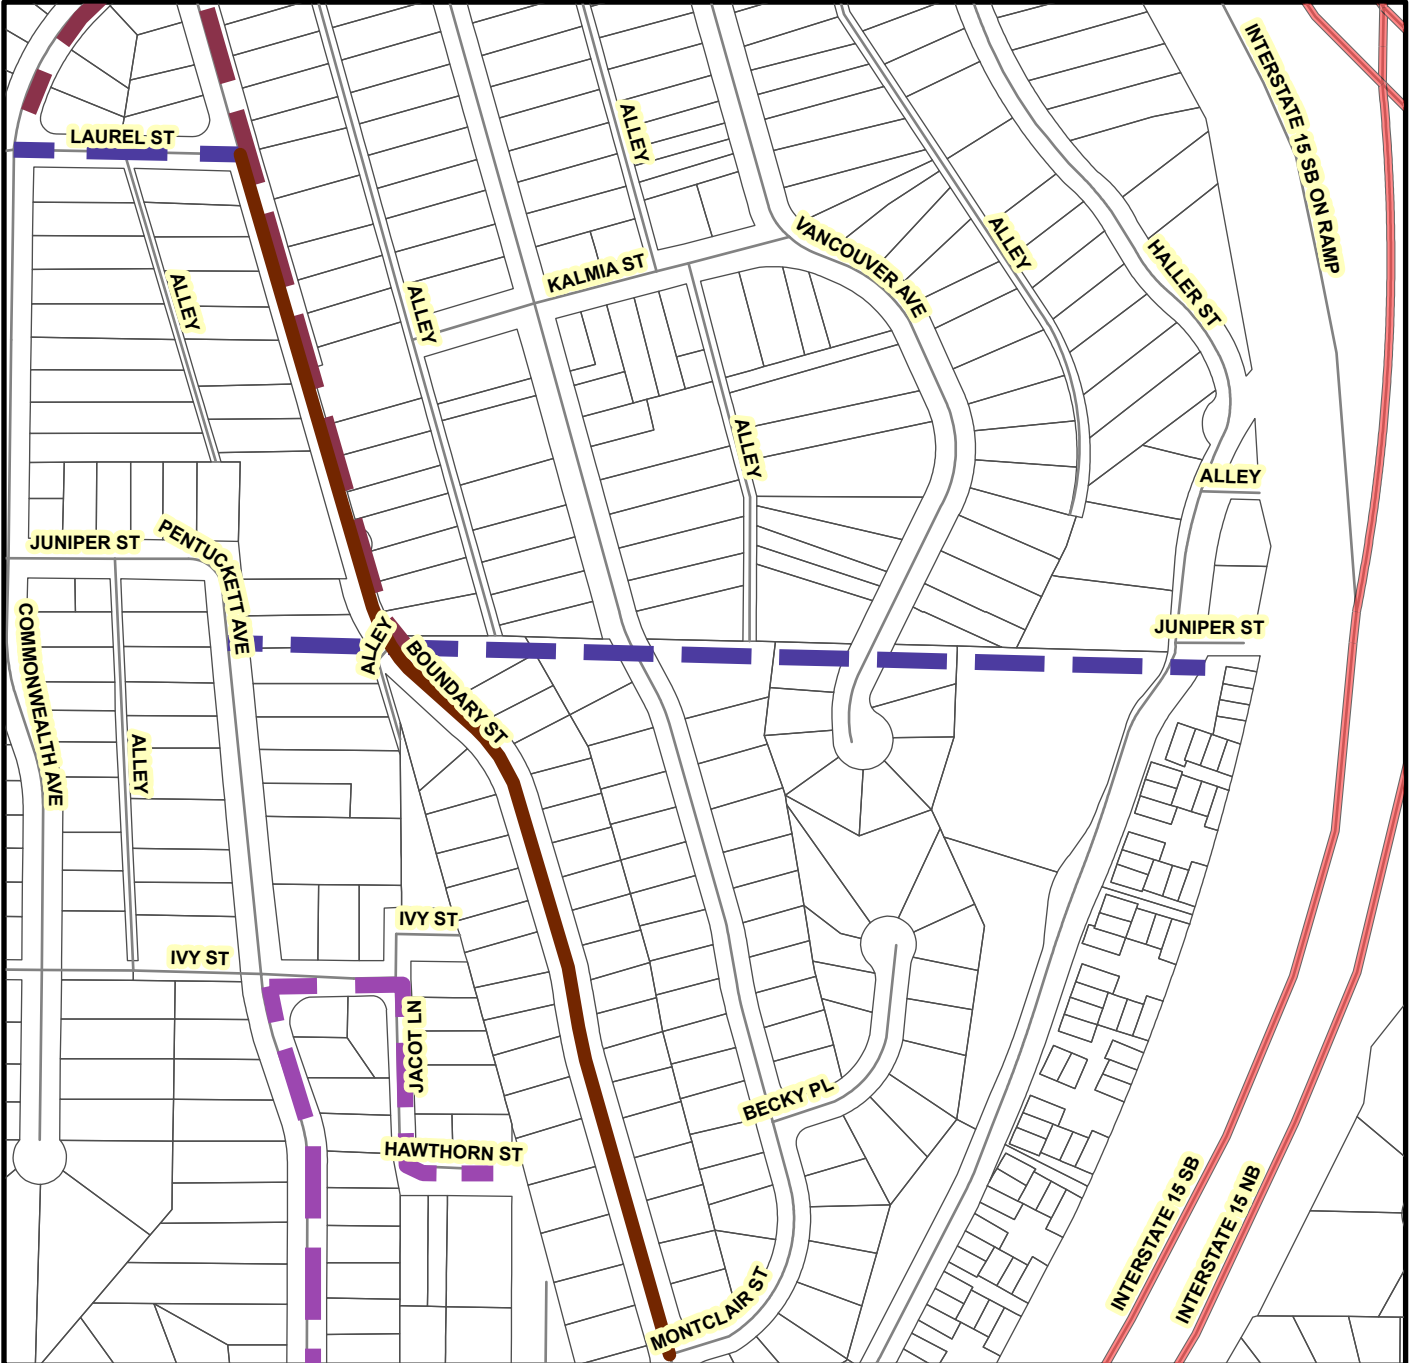 INTERSTATE 15 SB ON RAMP
ALLEY
LAUREL ST
VANCOUVER AVE
ALLEY
HALLER ST
KALMIA ST
ALLEY
ALLEY
ALLEY
ALLEY
JUNIPER ST
PENTUCKETT AVE
COMMONWEALTH AVE
ALLEY
BOUNDARY ST
JUNIPER ST
ALLEY
IVY ST
IVY ST
JACOT LN
BECKY PL
HAWTHORN ST
INTERSTATE 15 SB
INTERSTATE 15 NB
MONTCLAIR ST